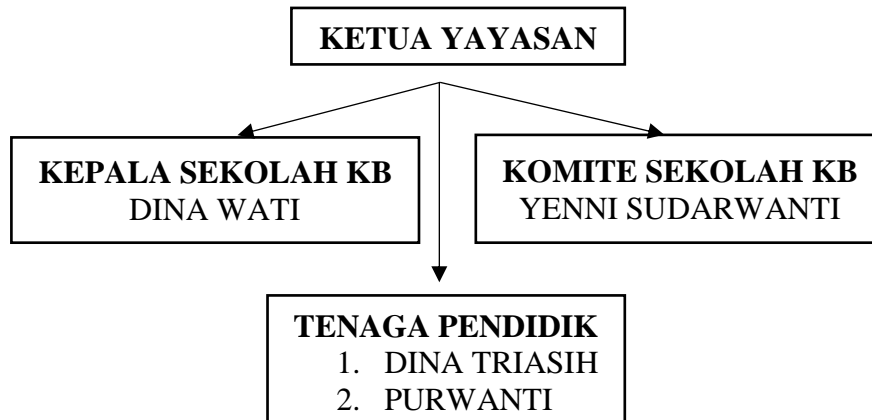 KETUA YAYASAN
KEPALA SEKOLAH KB
DINA WATI
KOMITE SEKOLAH KB
YENNI SUDARWANTI
TENAGA PENDIDIK
1. DINA TRIASIH
2. PURWANTI